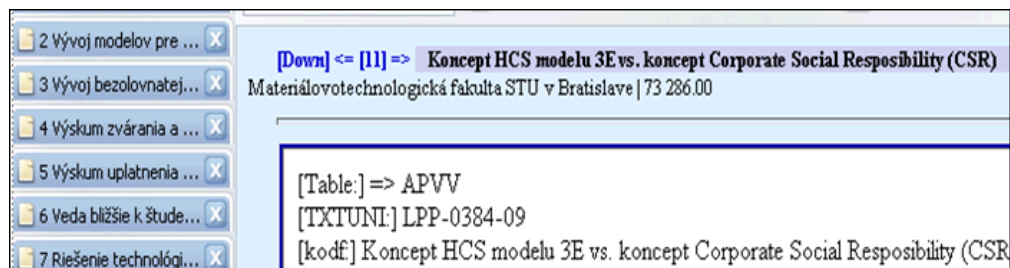 2 Vývoj modelov pre ...
3 Vývoj bezolovnatej...
4 Výskum zvárania a ...
5 Výskum uplatnenia ...
6 Veda bližšie k štude...
7 Riešenie technológi...
[Down] <= [11] => Koncept HCS modelu 3E vs. koncept Corporate Social Resposibility (CSR)
Materiálovotechnologická fakulta STU v Bratislave | 73 286.00
[Table:] => APVV
[TXTUNI:] LPP-0384-09
[kodf:] Koncept HCS modelu 3E vs. koncept Corporate Social Resposibility (CSR